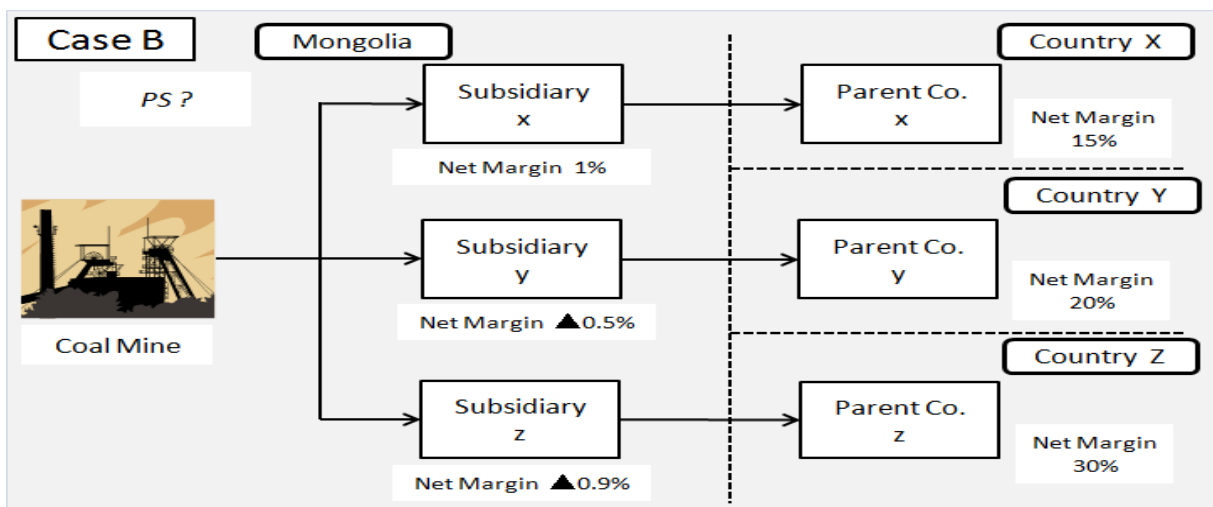 Case B
Mongolia
Country X
PS ?
Subsidiary
x
Parent Co.
x
Net Margin
15%
Net Margin 1%
Country Y
Subsidiary
y
Parent Co.
y
Net Margin
20%
Net Margin ▲0.5%
Coal Mine
Country Z
Subsidiary
z
Parent Co.
z
Net Margin
30%
Net Margin ▲0.9%